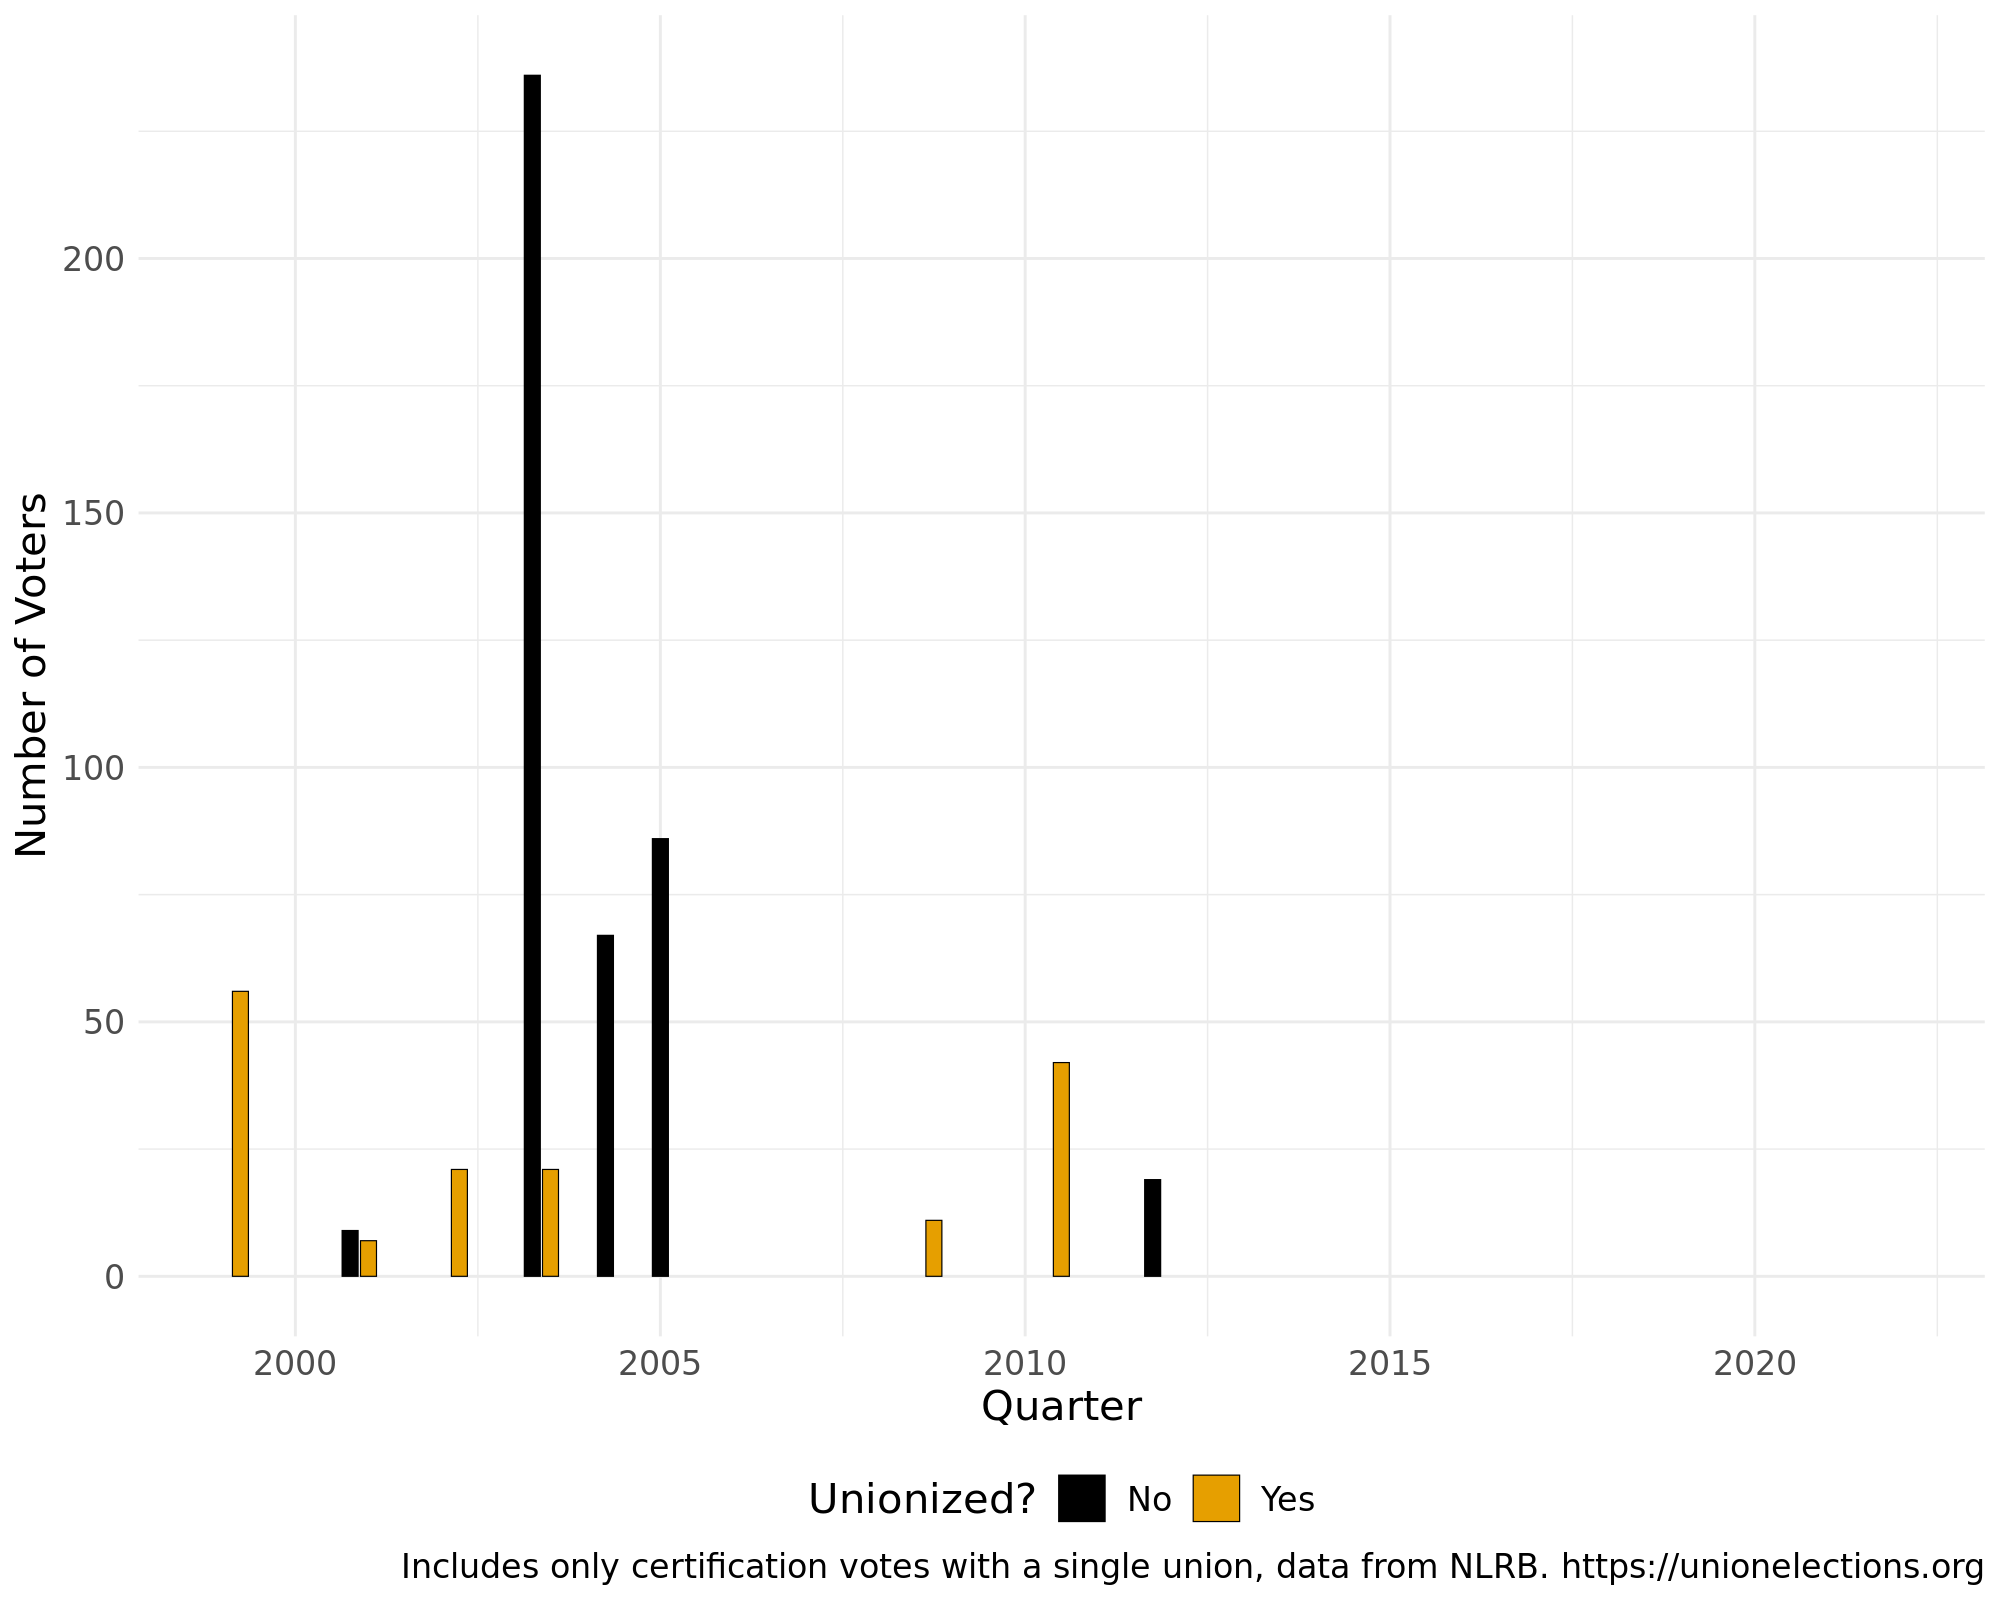 200
150
100
50
0
Number of Voters
2000 2005 2010 2015 2020
Quarter
Unionized? No Yes
Includes only certification votes with a single union, data from NLRB. https://unionelections.org